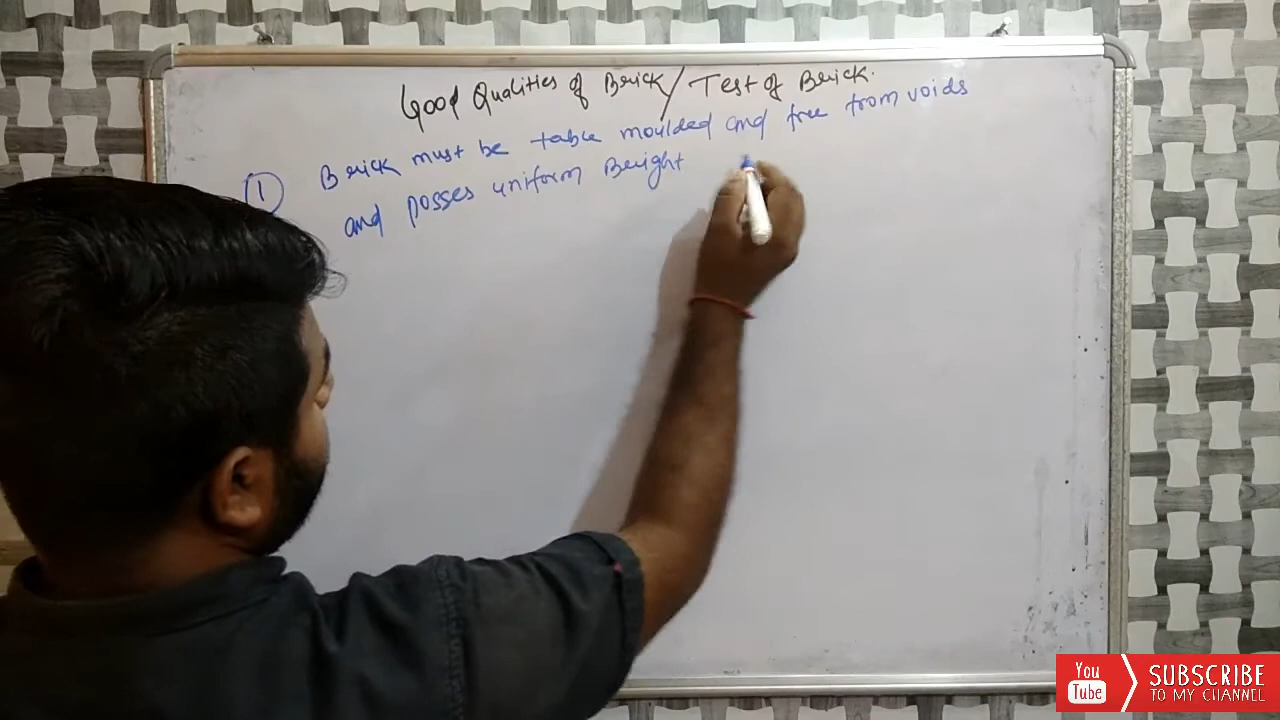 Good Qualities of Brick / Test of Brick.
① Brick must be table moulded and free from voids
and posses uniform Bright
You Tube SUBSCRIBE
TO MY CHANNEL